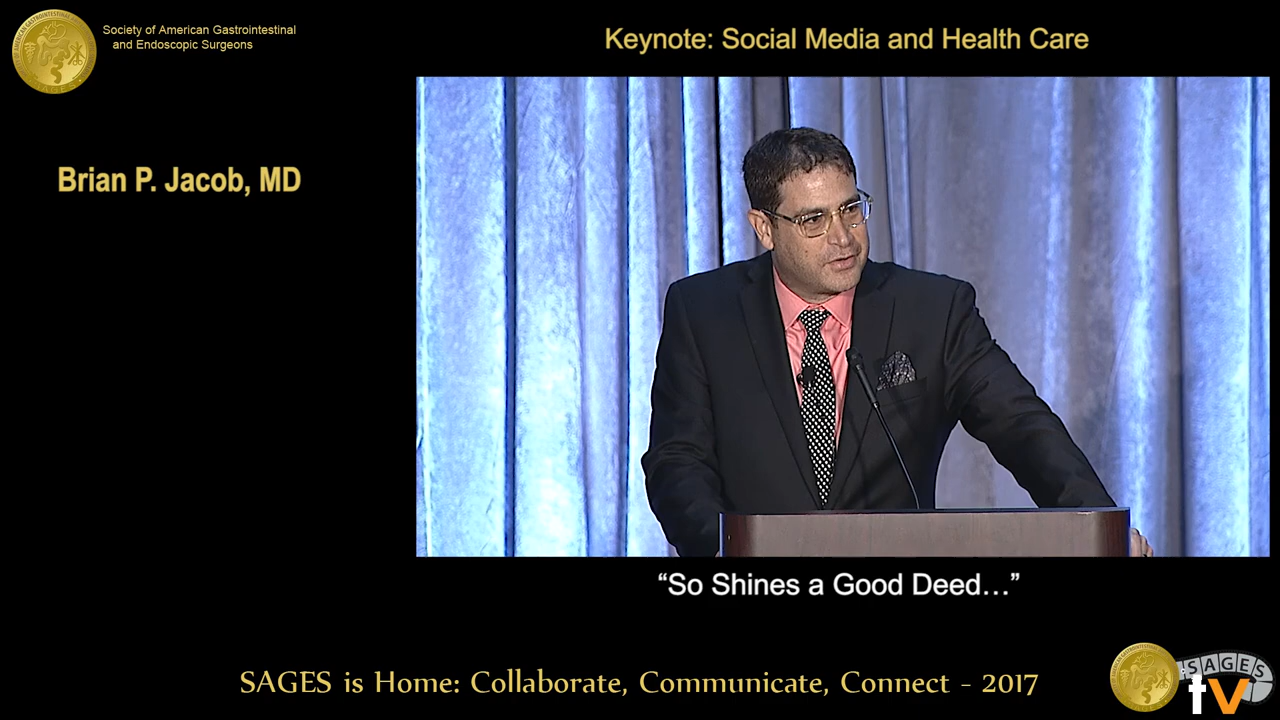 Society of American Gastrointestinal
and Endoscopic Surgeons
Keynote: Social Media and Health Care
Brian P. Jacob, MD
“So Shines a Good Deed…”
SAGES is Home: Collaborate, Communicate, Connect - 2017
SAGES
tv